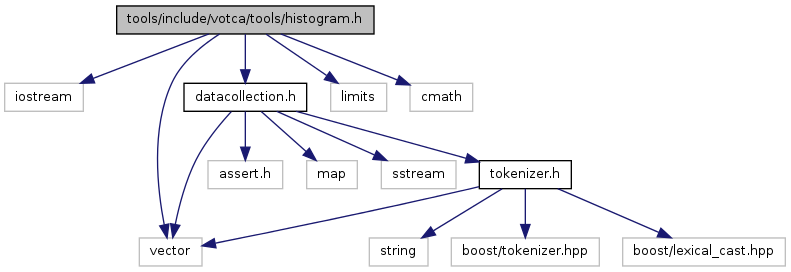 tools/include/votca/tools/histogram.h
iostream
datacollection.h
limits
cmath
assert.h
map
sstream
tokenizer.h
vector
string
boost/tokenizer.hpp
boost/lexical_cast.hpp